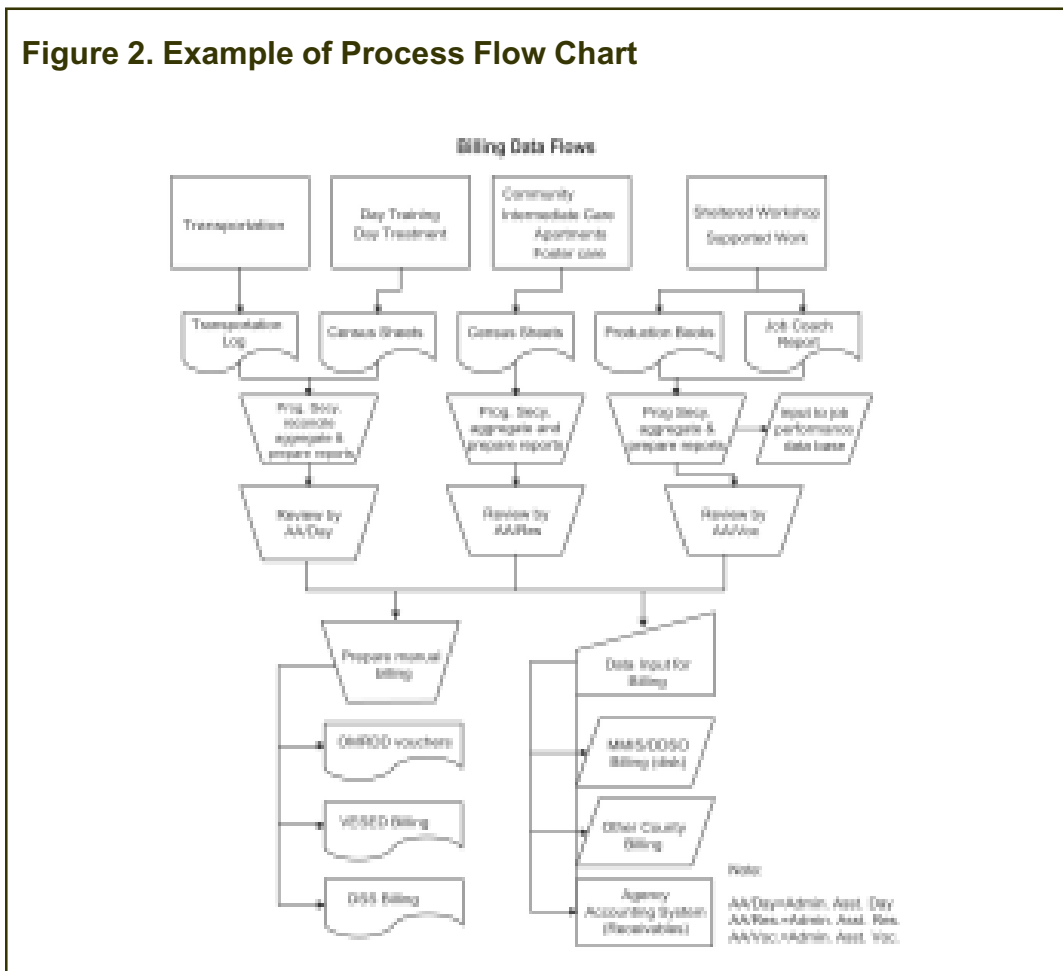 Figure 2. Example of Process Flow Chart
Billing Data Flows
Transportation
Day Training
Day Treatment
Community
Intermediate Care
Apartments
Foster care
Sheltered Workshop
Supported Work
Transportation
Log
Census Sheets
Census Sheets
Production Books
Job Coach
Report
Prog. Secy.
reconcile
aggregate &
prepare reports
Prog. Secy.
aggregate and
prepare reports
Prog Secy.
aggregate &
prepare reports
Input to job
performance
data base
Review by
AA/Day
Review by
AA/Res
Review by
AA/Voc
Prepare manual
billing
Data Input for
Billing
OMRDD vouchers
VESED Billing
DSS Billing
MMIS/DDSO
Billing (disk)
Other County
Billing
Agency
Accounting System
(Receivables)
Note:
AA/Day=Admin. Asst. Day
AA/Res.=Admin. Asst. Res.
AA/Voc.=Admin. Asst. Voc.